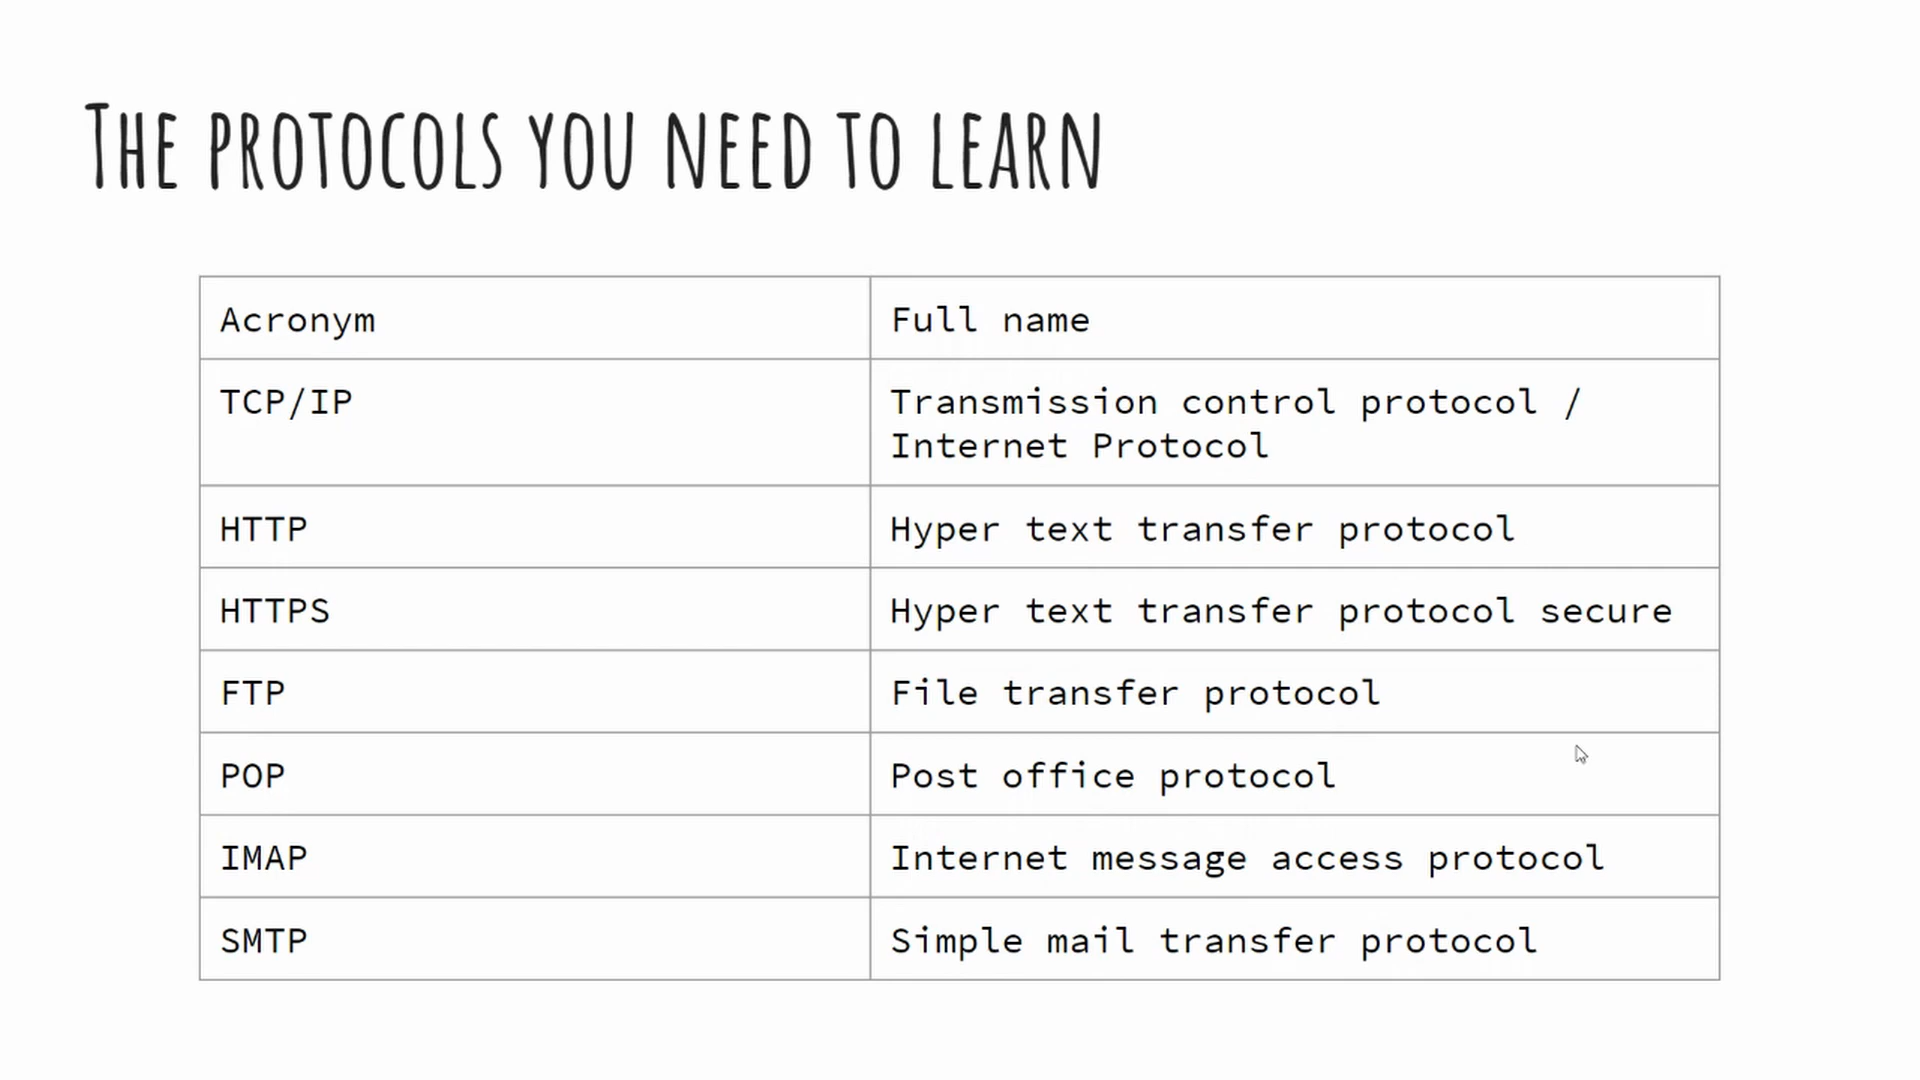 The protocols you need to learn
Acronym
Full name
TCP/IP
Transmission control protocol /
Internet Protocol
HTTP
Hyper text transfer protocol
HTTPS
Hyper text transfer protocol secure
FTP
File transfer protocol
POP
Post office protocol
IMAP
Internet message access protocol
SMTP
Simple mail transfer protocol